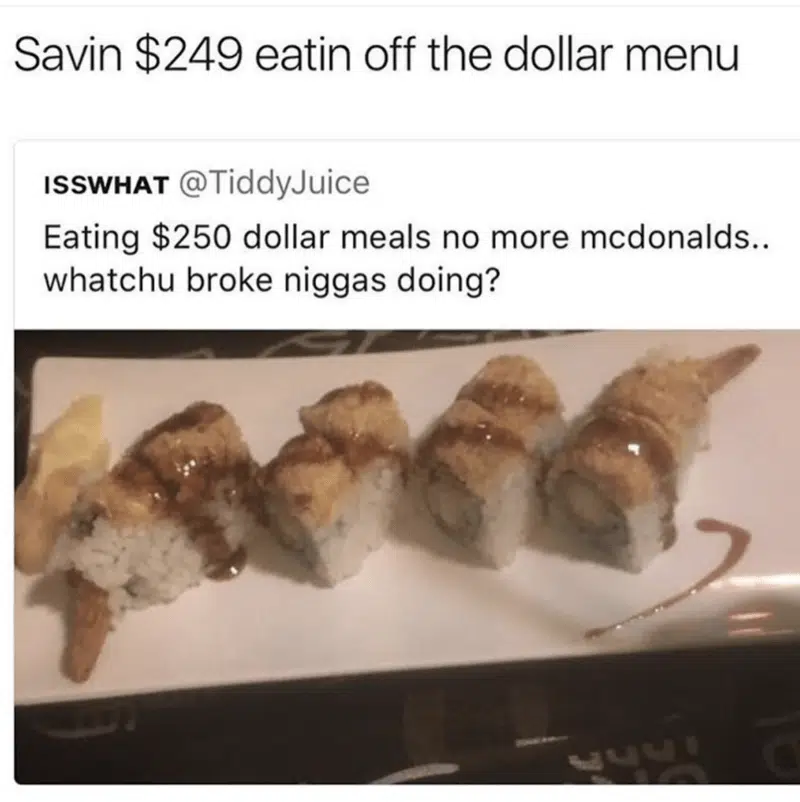 Savin $249 eatin off the dollar menu
ISSWHAT @TiddyJuice
Eating $250 dollar meals no more mcdonalds..
whatchu broke niggas doing?